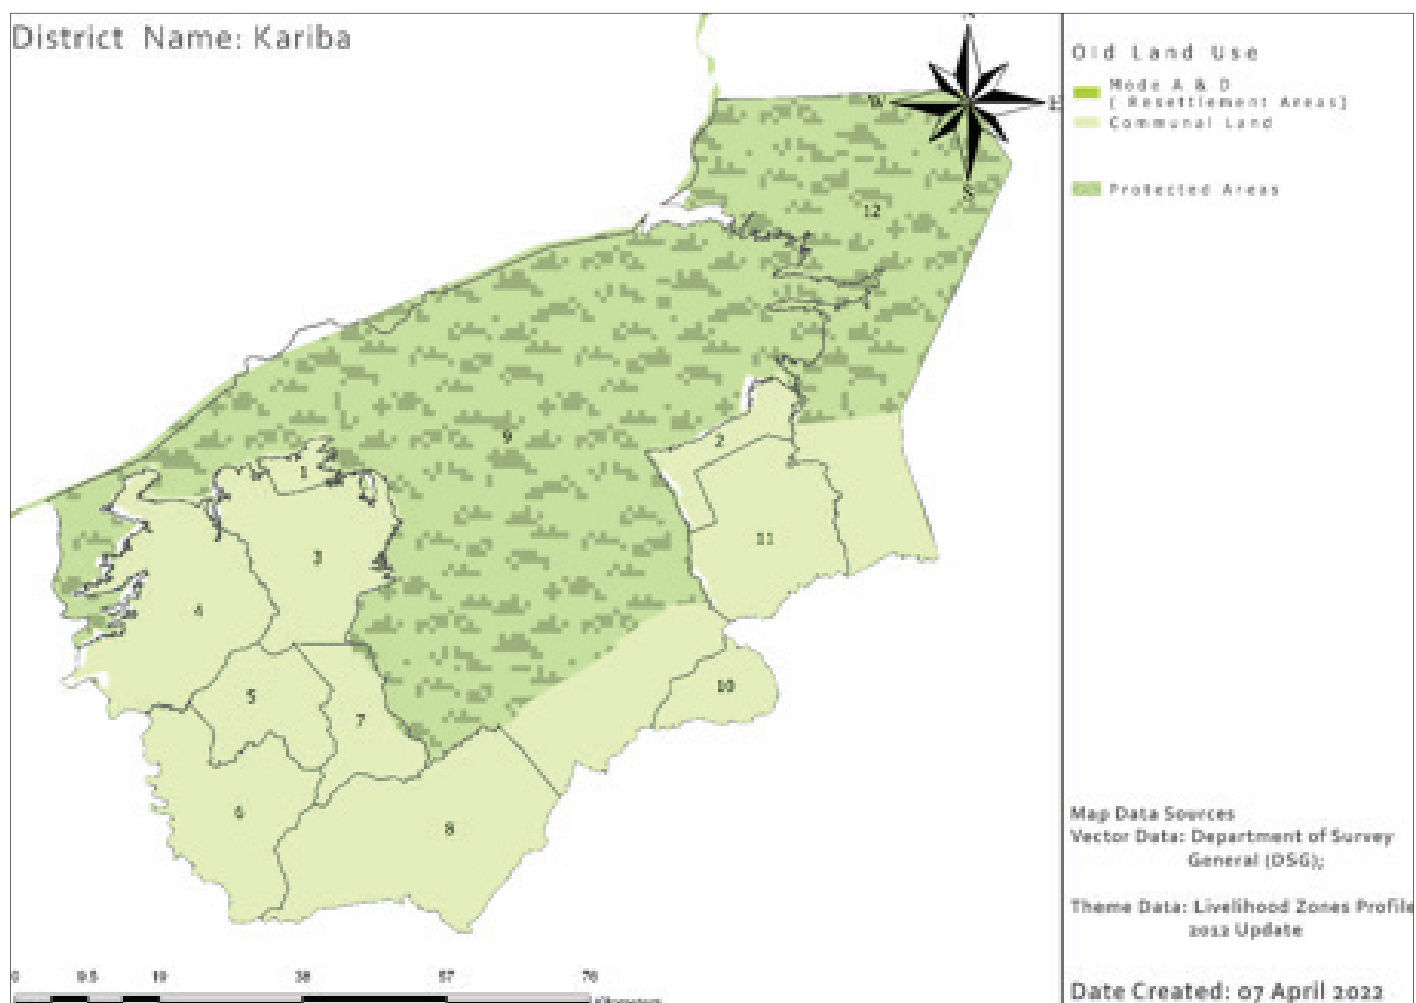 District Name: Kariba
W
E
S
12
9
2
1
11
3
4
10
5
7
6
8
0 9.5 19 38 57 76
Kilometers
Old Land Use
Mode A & D
( Resettlement Areas)
Communal Land
Protected Areas
Map Data Sources
Vector Data: Department of Survey
General (DSG);
Theme Data: Livelihood Zones Profile
2012 Update
Date Created: 07 April 2022